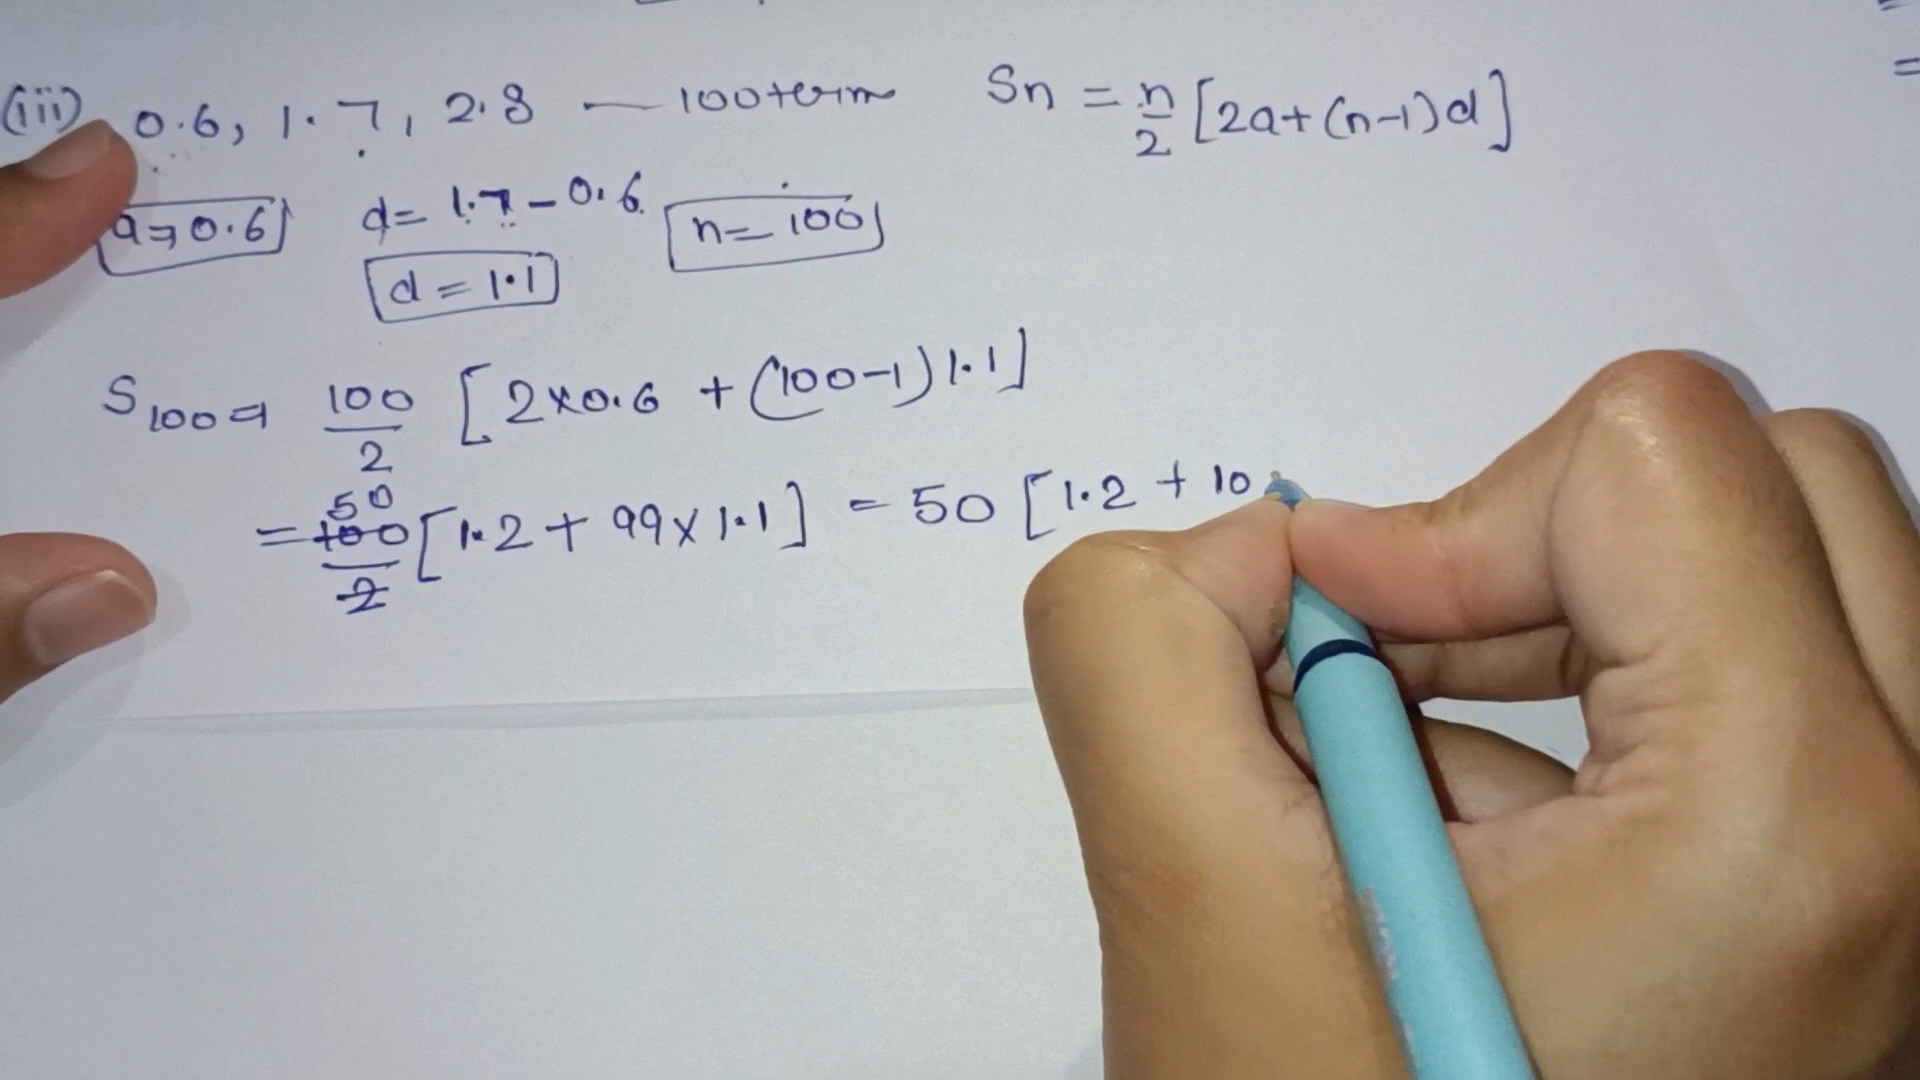 (iii) 0.6, 1.7, 2.8 — 100 term Sn = n/2 [2a+(n-1)d]
a=0.6 d= 1.7-0.6 n=100
d=1.1
S100 = 100/2 [2×0.6 + (100-1)1.1]
= 50 100/2 [1.2+99×1.1] = 50 [1.2+10